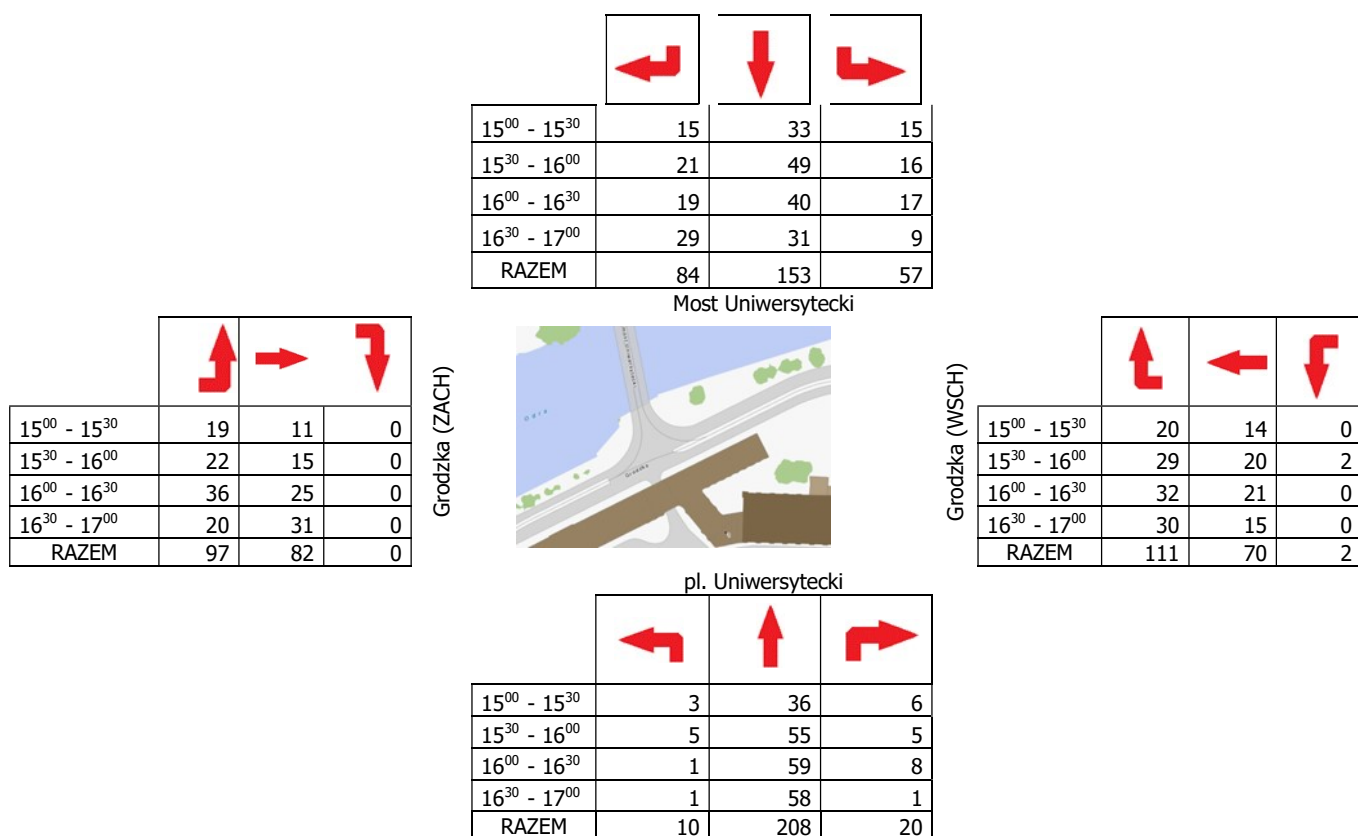 15⁰⁰ - 15³⁰ 15 33 15
15³⁰ - 16⁰⁰ 21 49 16
16⁰⁰ - 16³⁰ 19 40 17
16³⁰ - 17⁰⁰ 29 31 9
RAZEM 84 153 57
Most Uniwersytecki
15⁰⁰ - 15³⁰ 19 11 0
15³⁰ - 16⁰⁰ 22 15 0
16⁰⁰ - 16³⁰ 36 25 0
16³⁰ - 17⁰⁰ 20 31 0
RAZEM 97 82 0
Grodzka (ZACH)
Odra
Grodzka
Grodzka (WSCH)
15⁰⁰ - 15³⁰ 20 14 0
15³⁰ - 16⁰⁰ 29 20 2
16⁰⁰ - 16³⁰ 32 21 0
16³⁰ - 17⁰⁰ 30 15 0
RAZEM 111 70 2
pl. Uniwersytecki
15⁰⁰ - 15³⁰ 3 36 6
15³⁰ - 16⁰⁰ 5 55 5
16⁰⁰ - 16³⁰ 1 59 8
16³⁰ - 17⁰⁰ 1 58 1
RAZEM 10 208 20